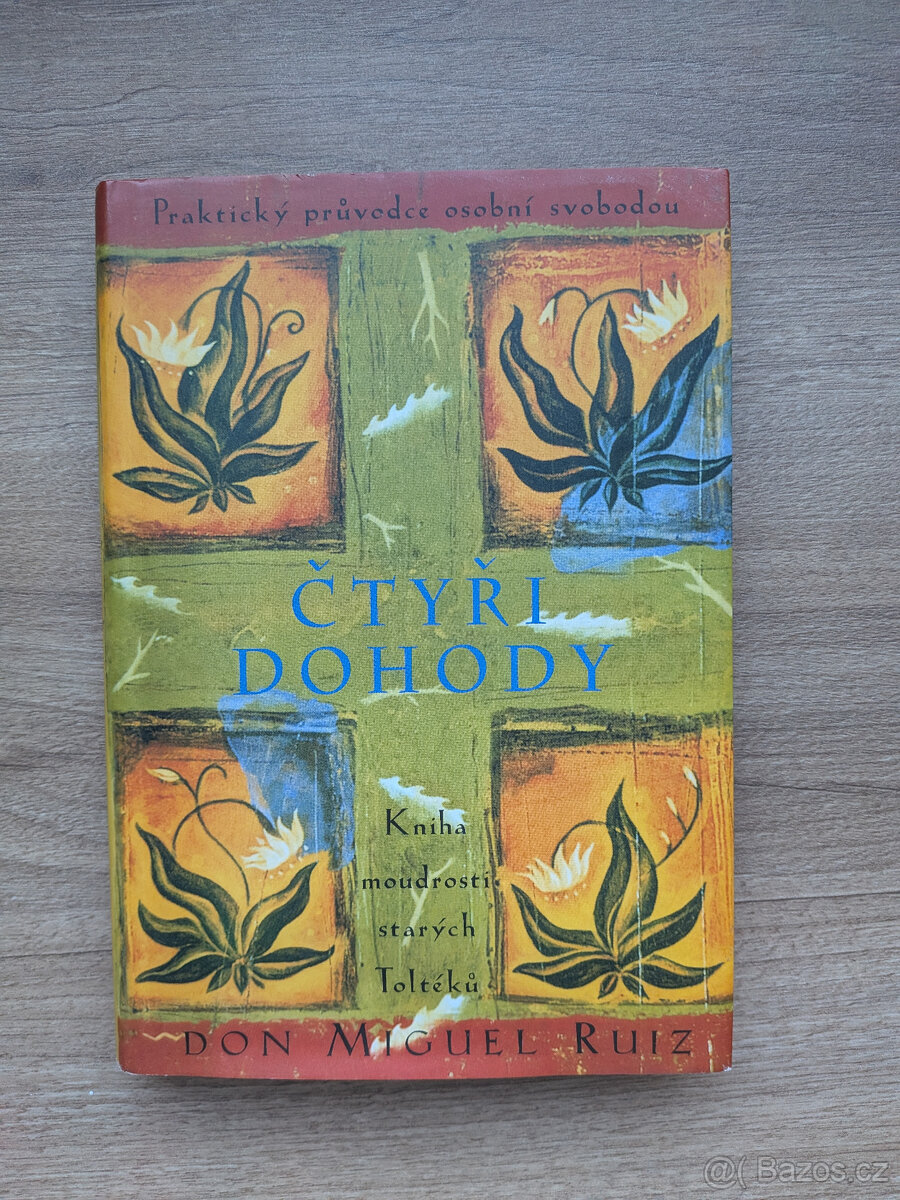 Praktický průvodce osobní svobodou
ČTYŘI
DOHODY
Kniha
moudrosti
starých
Toltéků
DON MIGUEL RUIZ
@( Bazos.cz